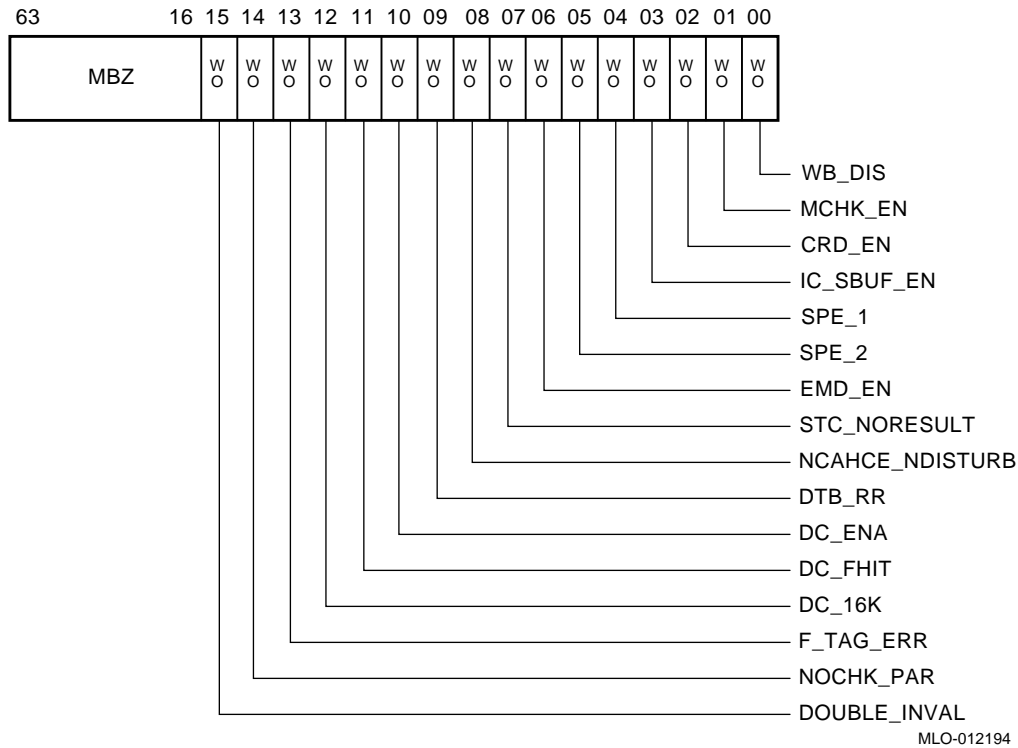 63 16 15 14 13 12 11 10 09 08 07 06 05 04 03 02 01 00
MBZ W W W W W W W W W W W W W W W W
O O O O O O O O O O O O O O O O
WB_DIS
MCHK_EN
CRD_EN
IC_SBUF_EN
SPE_1
SPE_2
EMD_EN
STC_NORESULT
NCAHCE_NDISTURB
DTB_RR
DC_ENA
DC_FHIT
DC_16K
F_TAG_ERR
NOCHK_PAR
DOUBLE_INVAL
MLO-012194